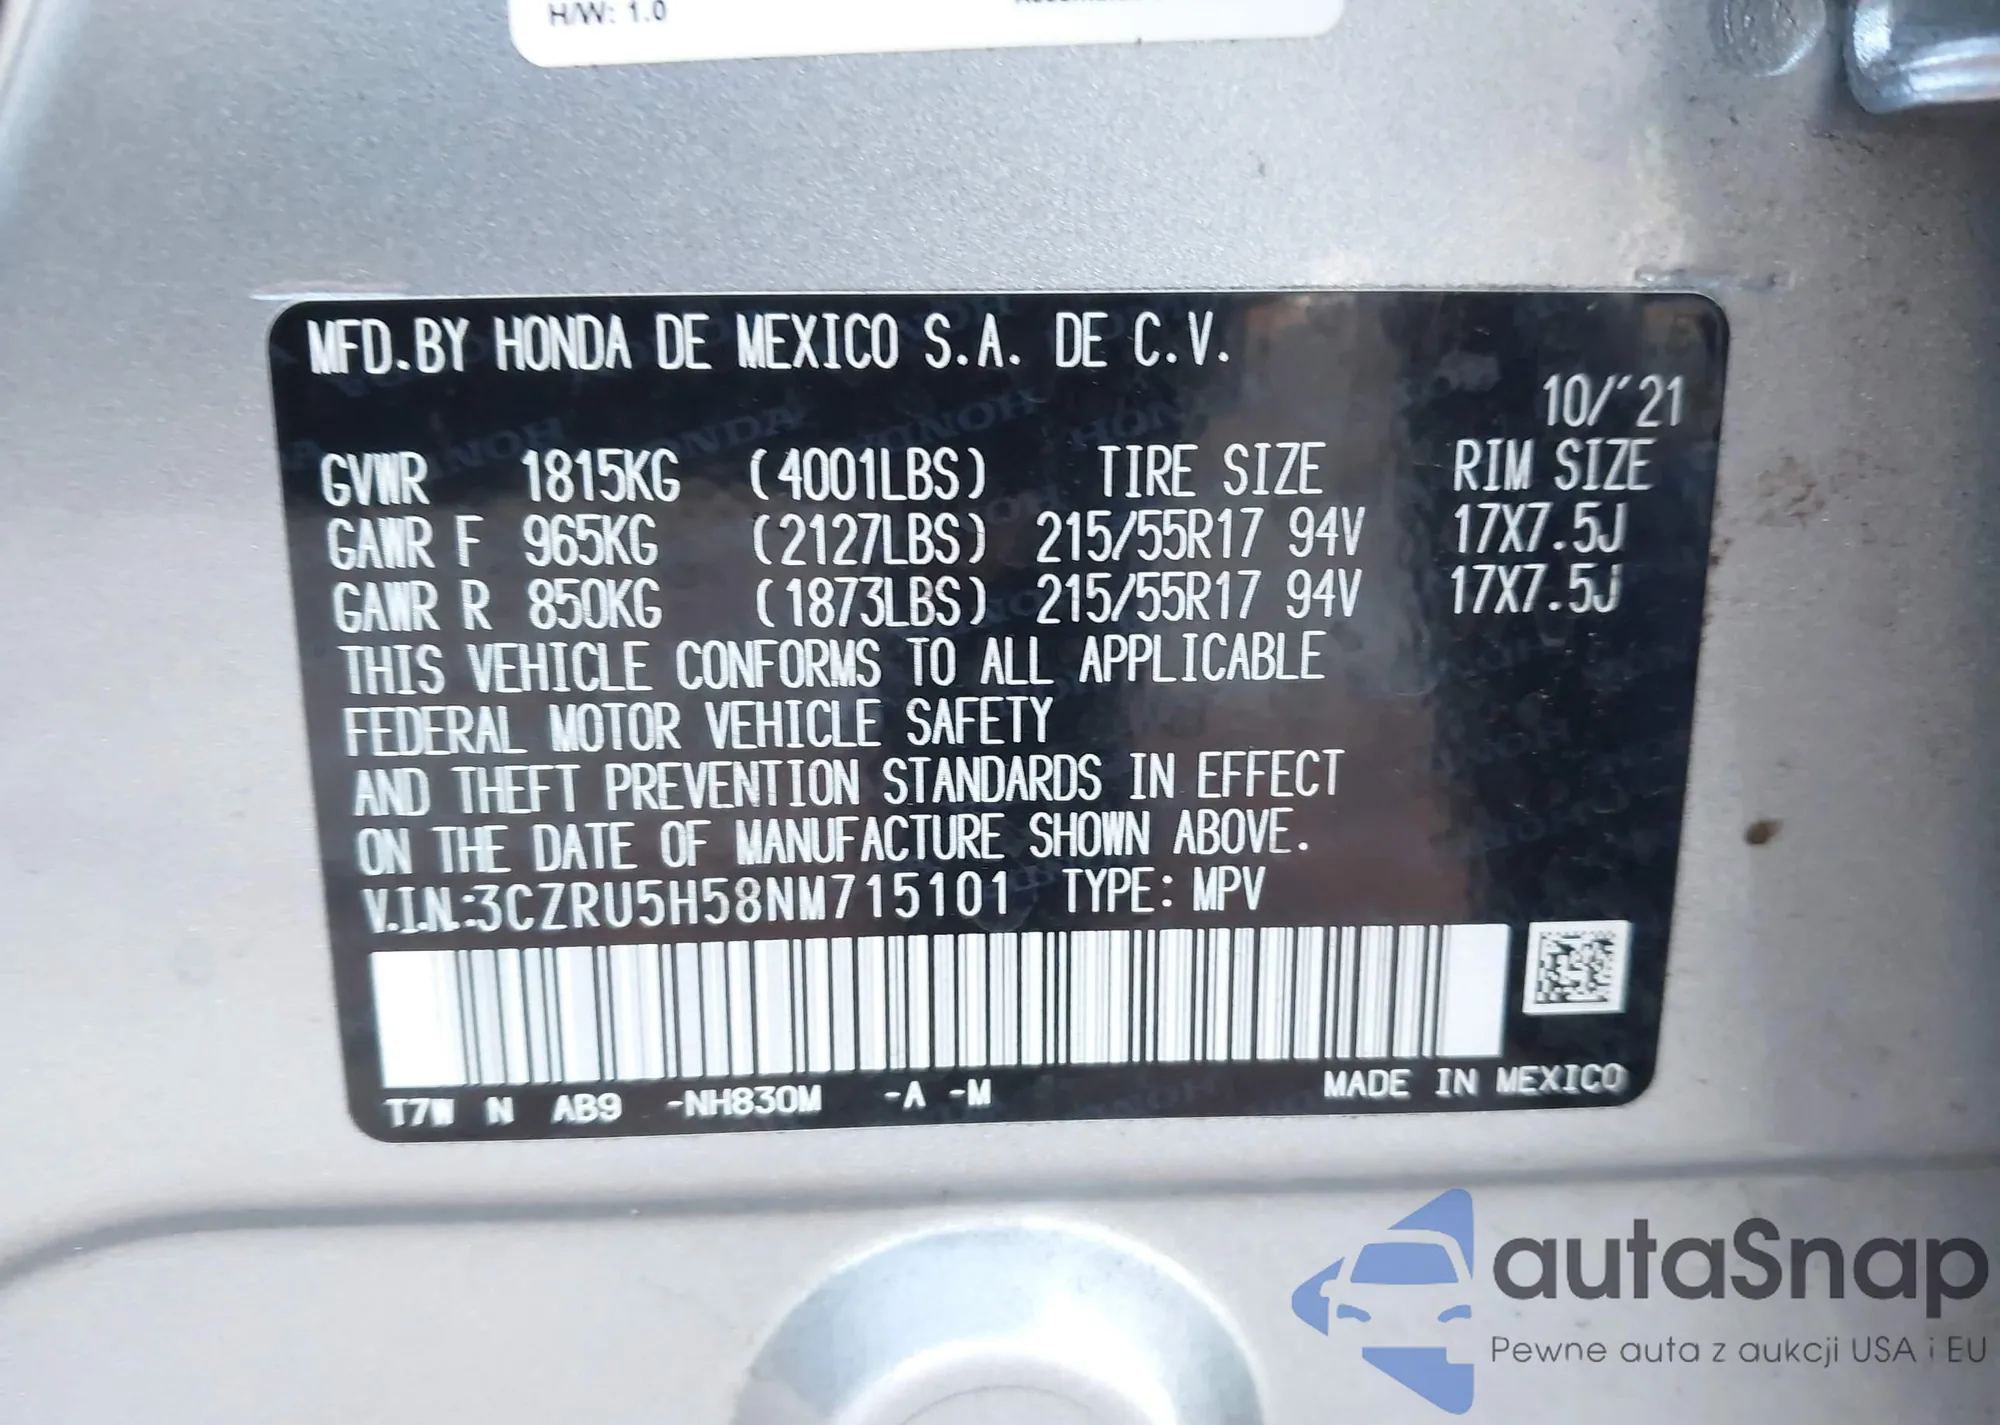 H/W: 1.0
MFD.BY HONDA DE MEXICO S.A. DE C.V.
10/'21
GVWR 1815KG (4001LBS) TIRE SIZE RIM SIZE
GAWR F 965KG (2127LBS) 215/55R17 94V 17X7.5J
GAWR R 850KG (1873LBS) 215/55R17 94V 17X7.5J
THIS VEHICLE CONFORMS TO ALL APPLICABLE
FEDERAL MOTOR VEHICLE SAFETY
AND THEFT PREVENTION STANDARDS IN EFFECT
ON THE DATE OF MANUFACTURE SHOWN ABOVE.
V.I.N.:3CZRU5H58NM715101 TYPE: MPV
T7W N AB9 -NH830M -A -M MADE IN MEXICO
autaSnap
Pewne auta z aukcji USA i EU